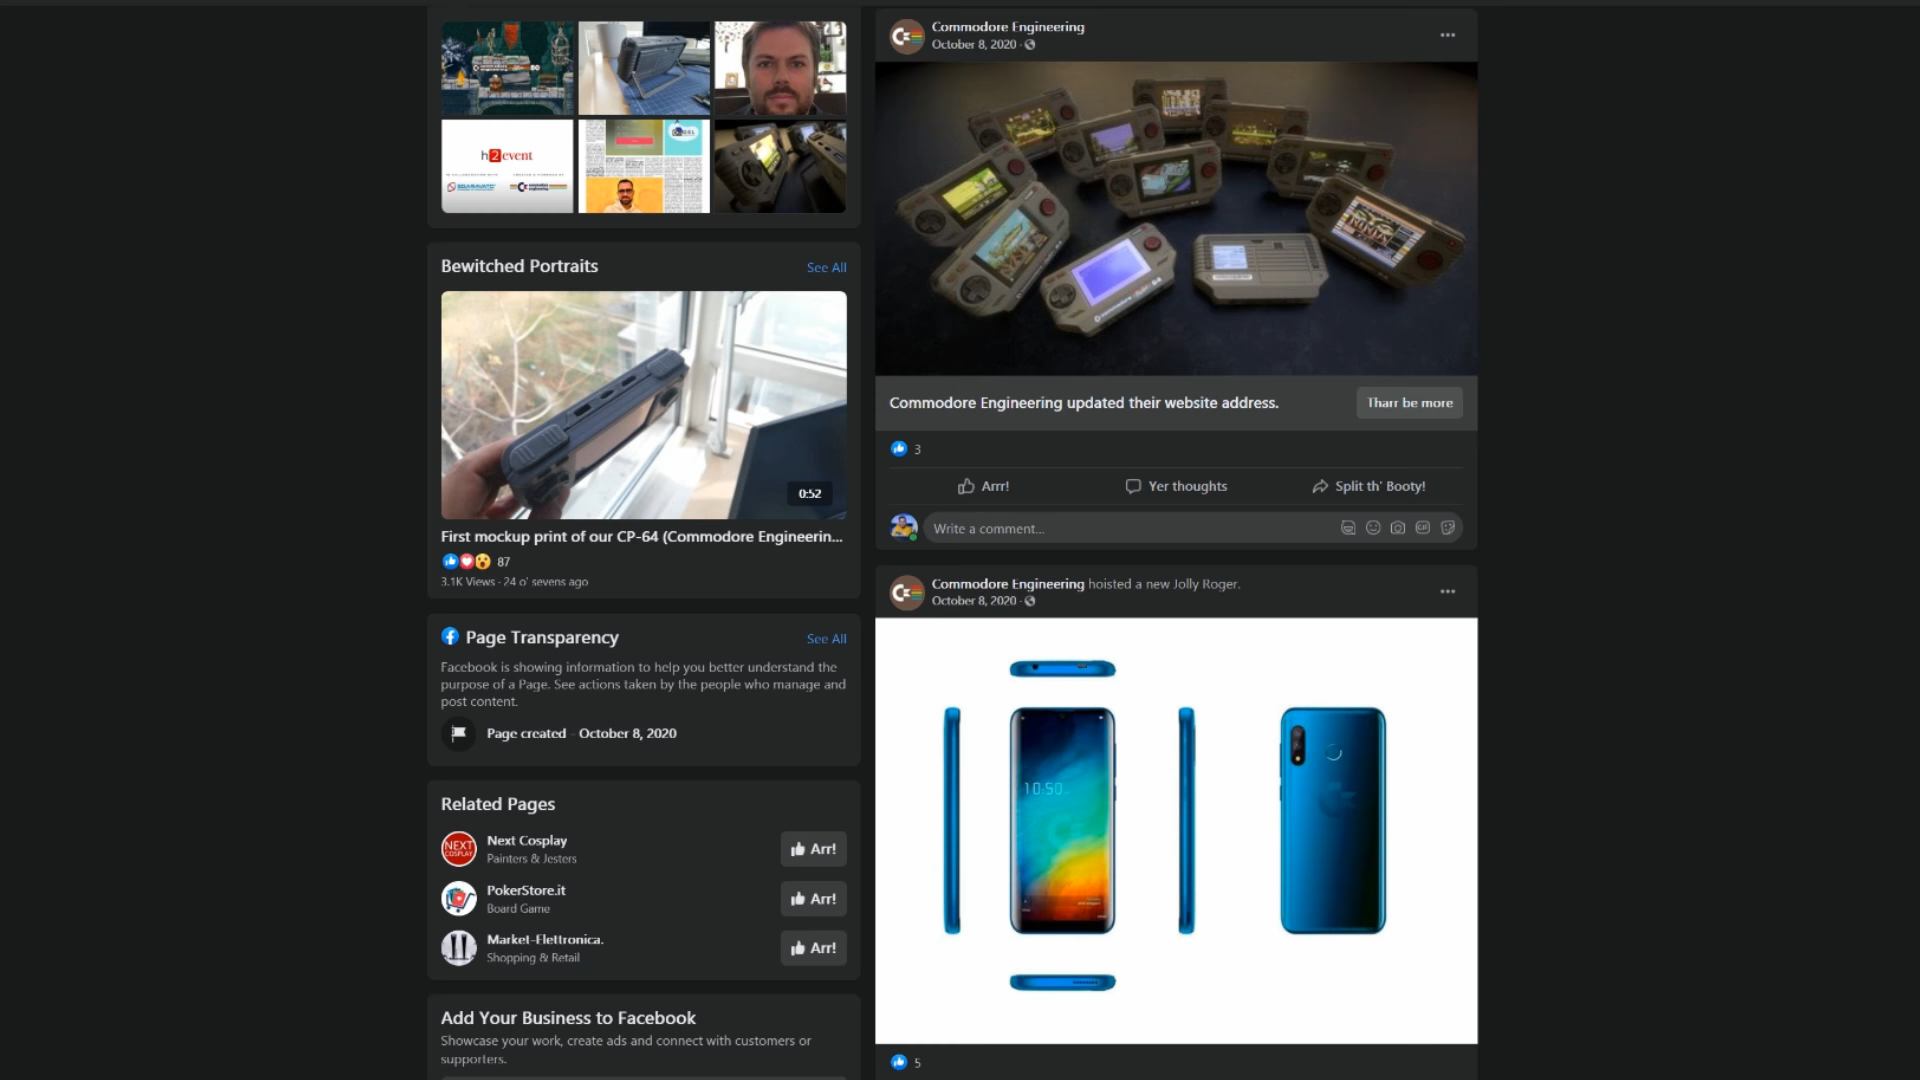 h2event
Bewitched Portraits
See All
0:52
First mockup print of our CP-64 (Commodore Engineerin...
87
3.1K Views · 24 o' sevens ago
Page Transparency
See All
Facebook is showing information to help you better understand the
purpose of a Page. See actions taken by the people who manage and
post content.
Page created - October 8, 2020
Related Pages
NEXT
COSPLAY
Next Cosplay
Painters & Jesters
Arr!
PokerStore.it
Board Game
Arr!
Market-Elettronica.
Shopping & Retail
Arr!
Add Your Business to Facebook
Showcase your work, create ads and connect with customers or
supporters.
Commodore Engineering
October 8, 2020 ·
Commodore Engineering updated their website address.
Tharr be more
3
Arrr!
Yer thoughts
Split th' Booty!
Write a comment...
GIF
Commodore Engineering hoisted a new Jolly Roger.
October 8, 2020 ·
10:50
5